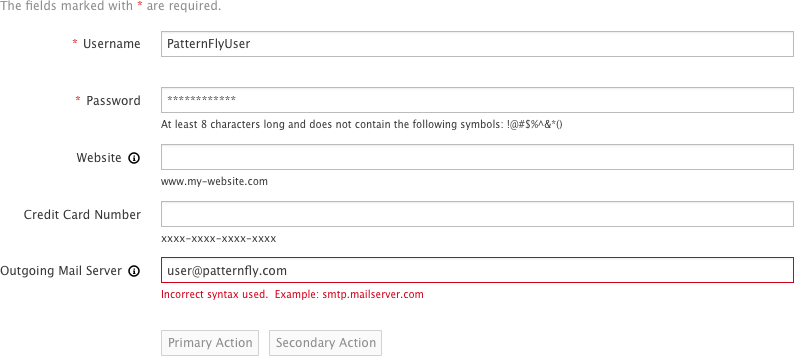 The fields marked with * are required.
* Username PatternFlyUser
* Password ************
At least 8 characters long and does not contain the following symbols: !@#$%^&*()
Website
www.my-website.com
Credit Card Number
xxxx-xxxx-xxxx-xxxx
Outgoing Mail Server user@patternfly.com
Incorrect syntax used. Example: smtp.mailserver.com
Primary Action Secondary Action